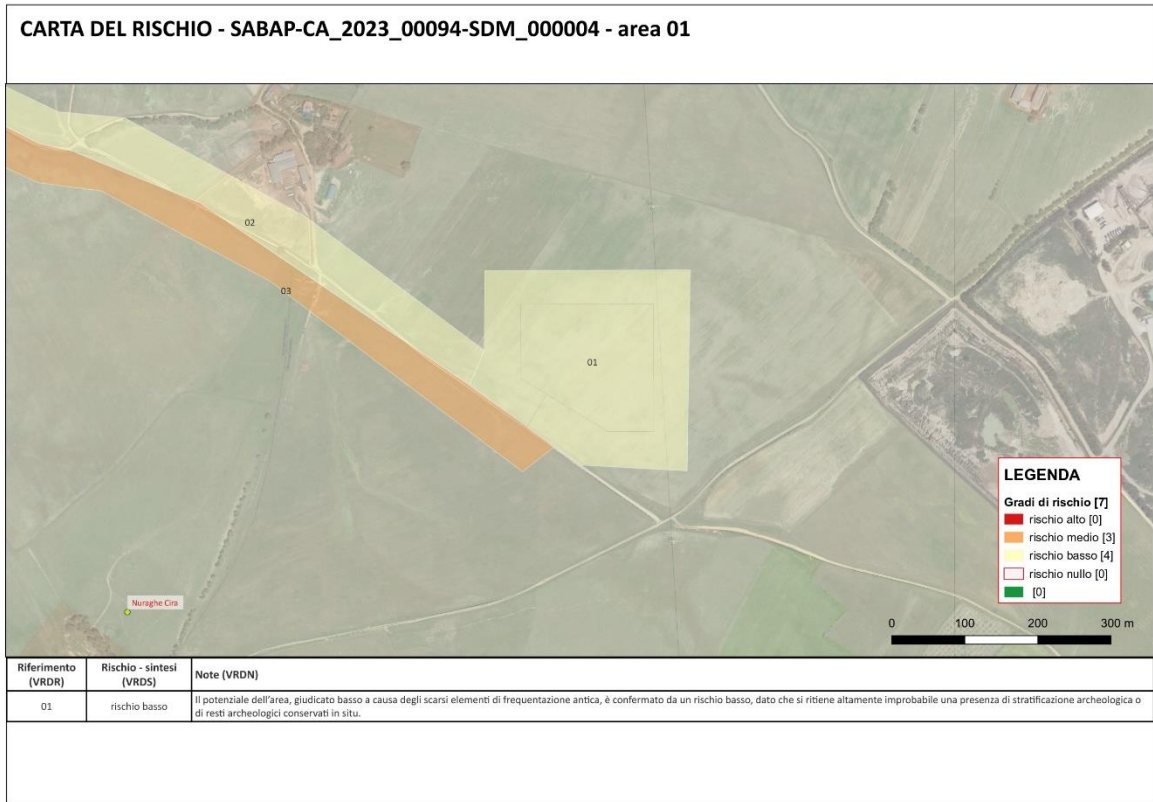 CARTA DEL RISCHIO - SABAP-CA_2023_00094-SDM_000004 - area 01
02
03
01
Nuraghe Cira
LEGENDA
Gradi di rischio [7]
rischio alto [0]
rischio medio [3]
rischio basso [4]
rischio nullo [0]
[0]
0 100 200 300 m
Riferimento (VRDR)
Rischio - sintesi (VRDS)
Note (VRDN)
01
rischio basso
Il potenziale dell'area, giudicato basso a causa degli scarsi elementi di frequentazione antica, è confermato da un rischio basso, dato che si ritiene altamente improbabile una presenza di stratificazione archeologica o
di resti archeologici conservati in situ.